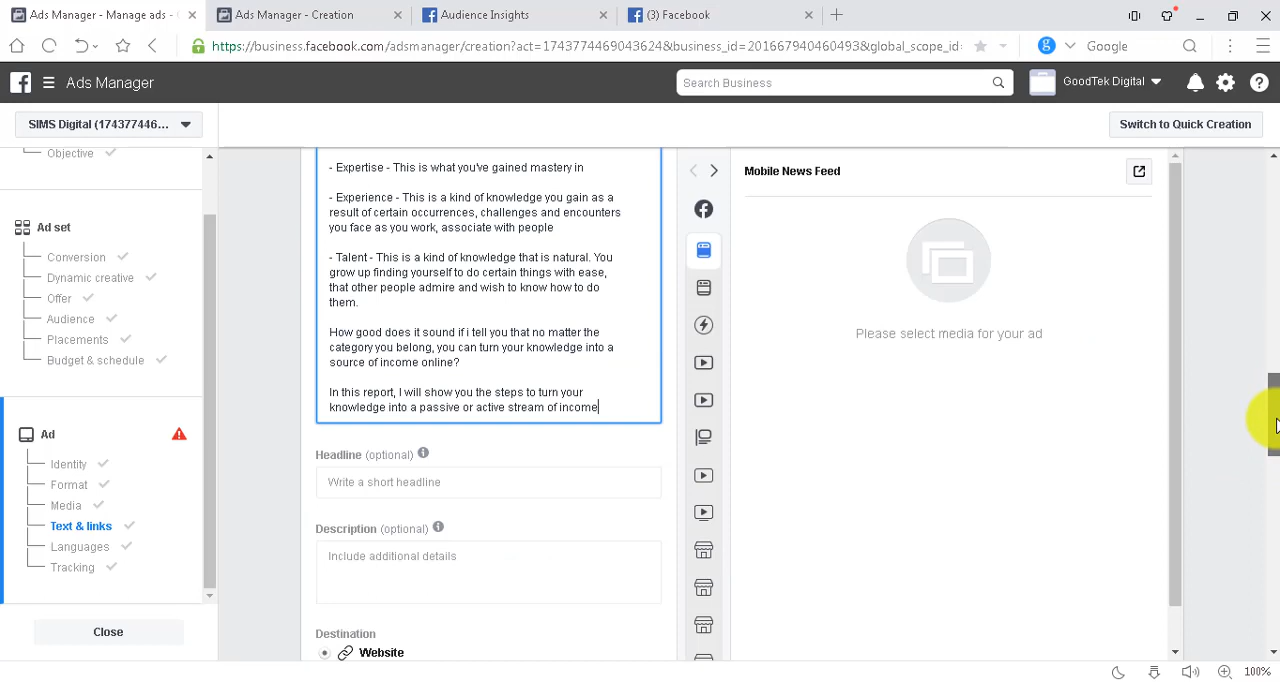 Ads Manager - Manage ads -
Ads Manager - Creation
Audience Insights
(3) Facebook
https://business.facebook.com/adsmanager/creation?act=1743774469043624&business_id=201667940460493&global_scope_id=
Google
Ads Manager
Search Business
GoodTek Digital
SIMS Digital (174377446...
Switch to Quick Creation
Objective
Ad set
Conversion
Dynamic creative
Offer
Audience
Placements
Budget & schedule
Ad
Identity
Format
Media
Text & links
Languages
Tracking
Close
- Expertise - This is what you've gained mastery in
- Experience - This is a kind of knowledge you gain as a
result of certain occurrences, challenges and encounters
you face as you work, associate with people
- Talent - This is a kind of knowledge that is natural. You
grow up finding yourself to do certain things with ease,
that other people admire and wish to know how to do
them.
How good does it sound if i tell you that no matter the
category you belong, you can turn your knowledge into a
source of income online?
In this report, I will show you the steps to turn your
knowledge into a passive or active stream of income
Headline (optional)
Write a short headline
Description (optional)
Include additional details
Destination
Website
Mobile News Feed
Please select media for your ad
100%